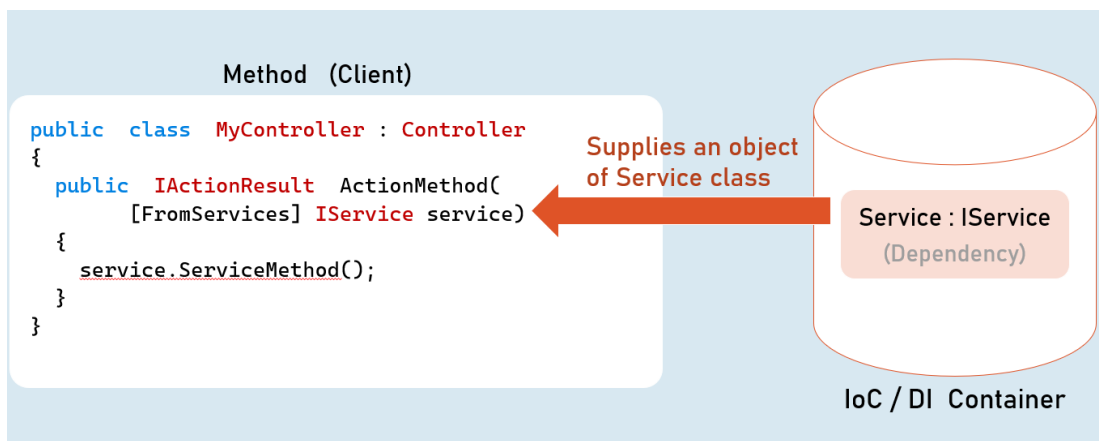 Method (Client)
public class MyController : Controller
{
public IActionResult ActionMethod(
[FromServices] IService service)
{
service.ServiceMethod();
}
}
Supplies an object
of Service class
Service : IService
(Dependency)
IoC / DI Container